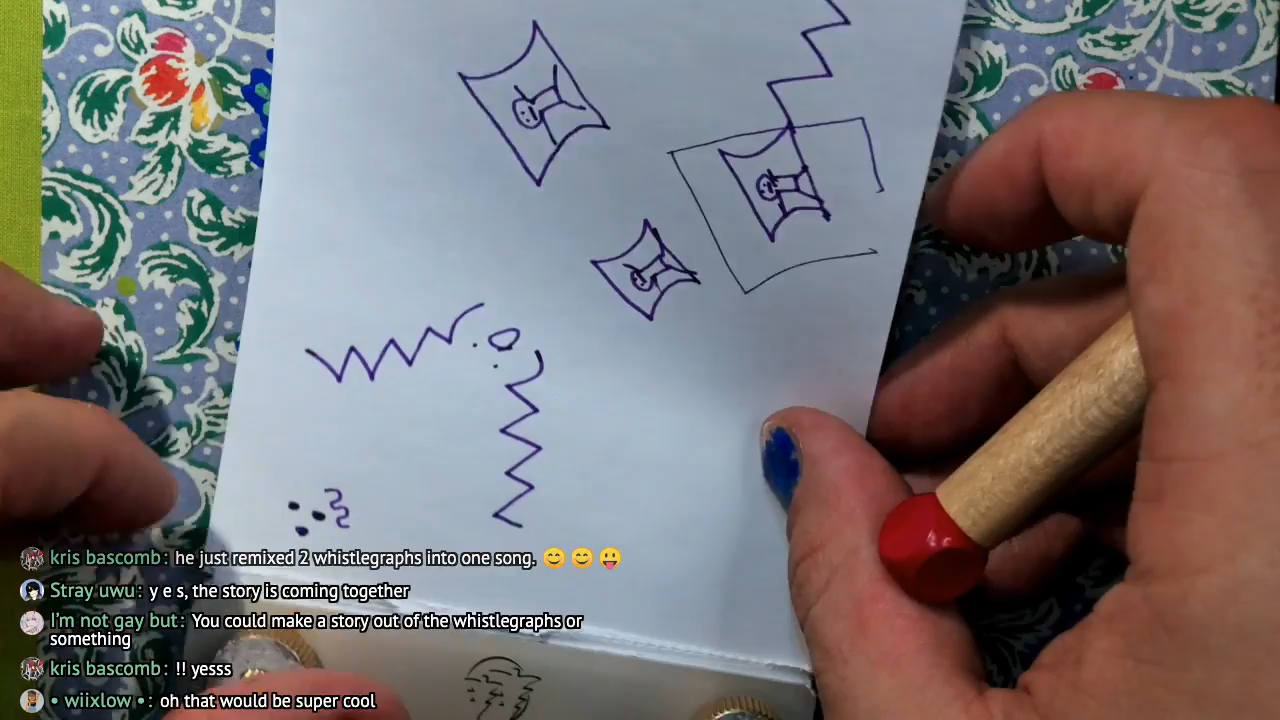 kris bascomb: he just remixed 2 whistlegraphs into one song. 😊 😊 😛
Stray uwu: y e s, the story is coming together
I'm not gay but: You could make a story out of the whistlegraphs or
something
kris bascomb: !! yesss
• wiixlow •: oh that would be super cool